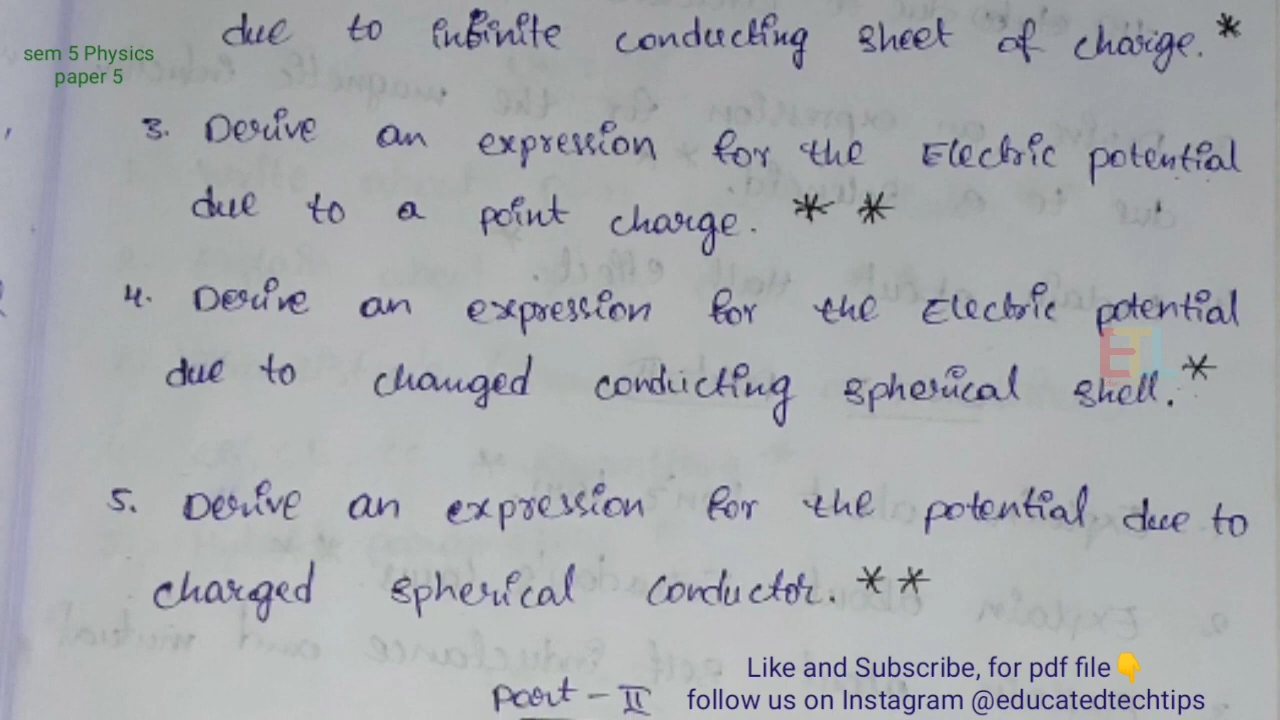 due to infinite conducting sheet of charge. *
sem 5 Physics
paper 5
3. Derive an expression for the Electric potential
due to a point charge. * *
4. Derive an expression for the Electric potential
due to changed conducting spherical shell. *
ETL
5. Derive an expression for the potential due to
charged spherical conductor. * *
Like and Subscribe, for pdf file👇
part - II
follow us on Instagram @educatedtechtips